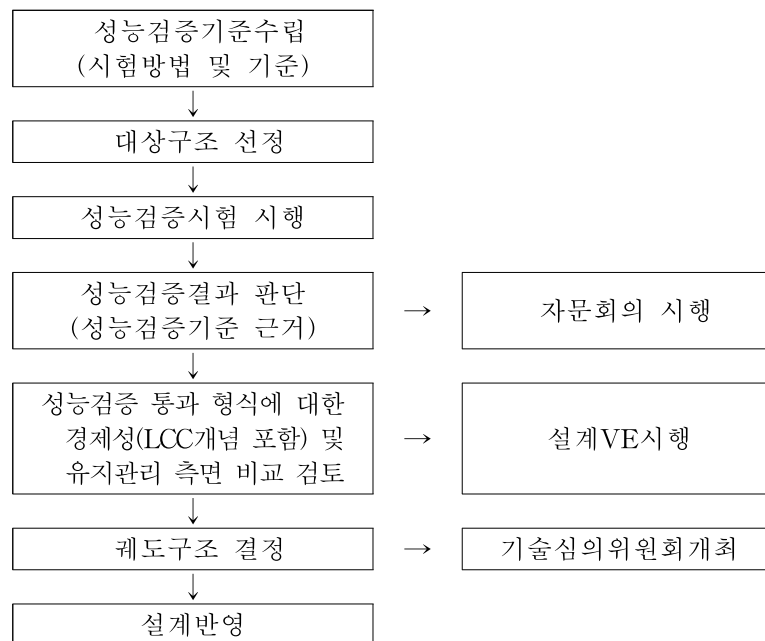 성능검증기준수립
(시험방법 및 기준)
↓
대상구조 선정
↓
성능검증시험 시행
↓
성능검증결과 판단
(성능검증기준 근거)
→
자문회의 시행
↓
성능검증 통과 형식에 대한
경제성(LCC개념 포함) 및
유지관리 측면 비교 검토
→
설계VE시행
↓
궤도구조 결정
→
기술심의위원회개최
↓
설계반영